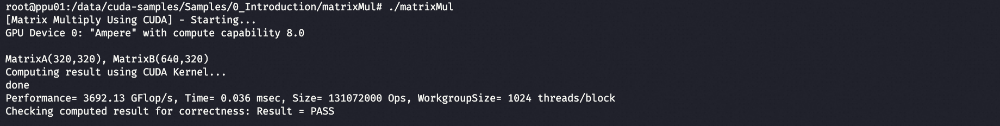 root@ppu01:/data/cuda-samples/Samples/0_Introduction/matrixMul# ./matrixMul
[Matrix Multiply Using CUDA] - Starting...
GPU Device 0: "Ampere" with compute capability 8.0
MatrixA(320,320), MatrixB(640,320)
Computing result using CUDA Kernel...
done
Performance= 3692.13 GFlop/s, Time= 0.036 msec, Size= 131072000 Ops, WorkgroupSize= 1024 threads/block
Checking computed result for correctness: Result = PASS